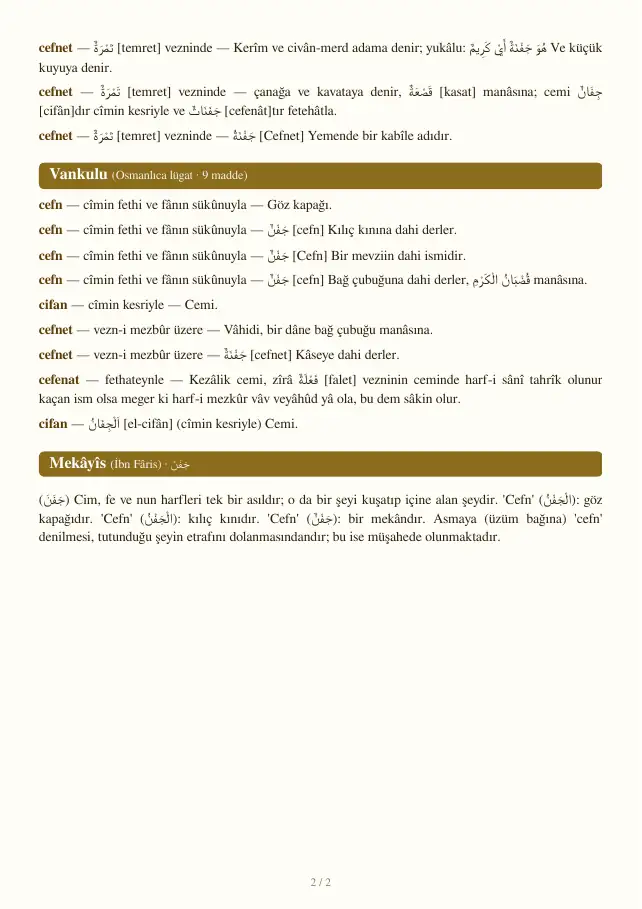 cefnet — تَمْرَةٌ [temret] vezninde — Kerîm ve civân-merd adama denir; yukâlu: هُوَ جَفْنَةٌ أَيْ كَرِيمٌ Ve küçük
kuyuya denir.
cefnet — تَمْرَةٌ [temret] vezninde — çanağa ve kavataya denir, قَصْعَةٌ [kasat] manâsına; cemi جِفَانٌ
[cifân]dır cîmin kesriyle ve جَفَنَاتٌ [cefenât]tır fetehâtla.
cefnet — تَمْرَةٌ [temret] vezninde — جَفْنَةُ [Cefnet] Yemende bir kabîle adıdır.
Vankulu (Osmanlıca lügat · 9 madde)
cefn — cîmin fethi ve fânın sükûnuyla — Göz kapağı.
cefn — cîmin fethi ve fânın sükûnuyla — جَفْنٌ [cefn] Kılıç kınına dahi derler.
cefn — cîmin fethi ve fânın sükûnuyla — جَفْنٌ [Cefn] Bir mevziin dahi ismidir.
cefn — cîmin fethi ve fânın sükûnuyla — جَفْنٌ [cefn] Bağ çubuğuna dahi derler, قُضْبَانُ الْكَرْمِ manâsına.
cifan — cîmin kesriyle — Cemi.
cefnet — vezn-i mezbûr üzere — Vâhidi, bir dâne bağ çubuğu manâsına.
cefnet — vezn-i mezbûr üzere — جَفْنَةٌ [cefnet] Kâseye dahi derler.
cefenat — fethateynle — Kezâlik cemi, zîrâ فَعْلَةٌ [falet] vezninin ceminde harf-i sânî tahrîk olunur
kaçan ism olsa meger ki harf-i mezkûr vâv veyâhûd yâ ola, bu dem sâkin olur.
cifan — اَلْجِفَانُ [el-cifân] (cîmin kesriyle) Cemi.
Mekâyîs (İbn Fâris) · جَفَنَ
(جَفَنَ) Cim, fe ve nun harfleri tek bir asıldır; o da bir şeyi kuşatıp içine alan şeydir. 'Cefn' (الْجَفْنُ): göz
kapağıdır. 'Cefn' (الْجَفْنُ): kılıç kınıdır. 'Cefn' (جَفْنٌ): bir mekândır. Asmaya (üzüm bağına) 'cefn'
denilmesi, tutunduğu şeyin etrafını dolanmasındandır; bu ise müşahede olunmaktadır.
2 / 2